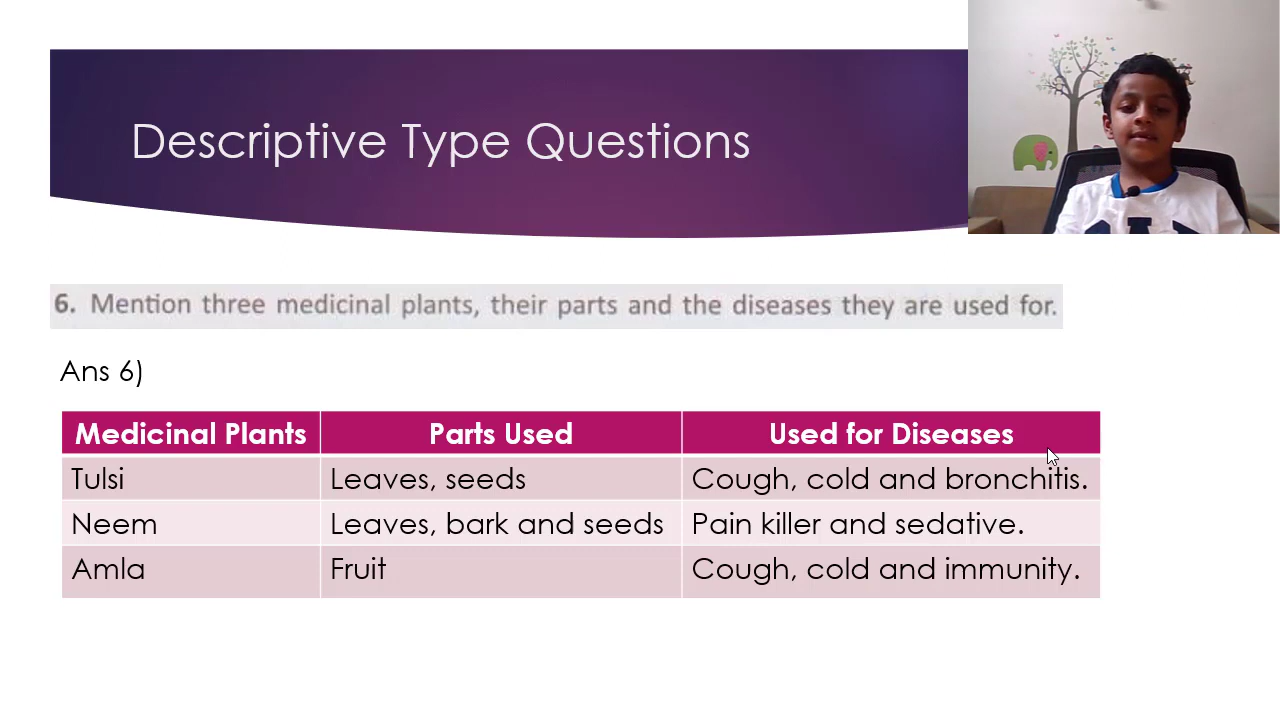 Descriptive Type Questions
6. Mention three medicinal plants, their parts and the diseases they are used for.
Ans 6)
Medicinal Plants Parts Used Used for Diseases
Tulsi Leaves, seeds Cough, cold and bronchitis.
Neem Leaves, bark and seeds Pain killer and sedative.
Amla Fruit Cough, cold and immunity.